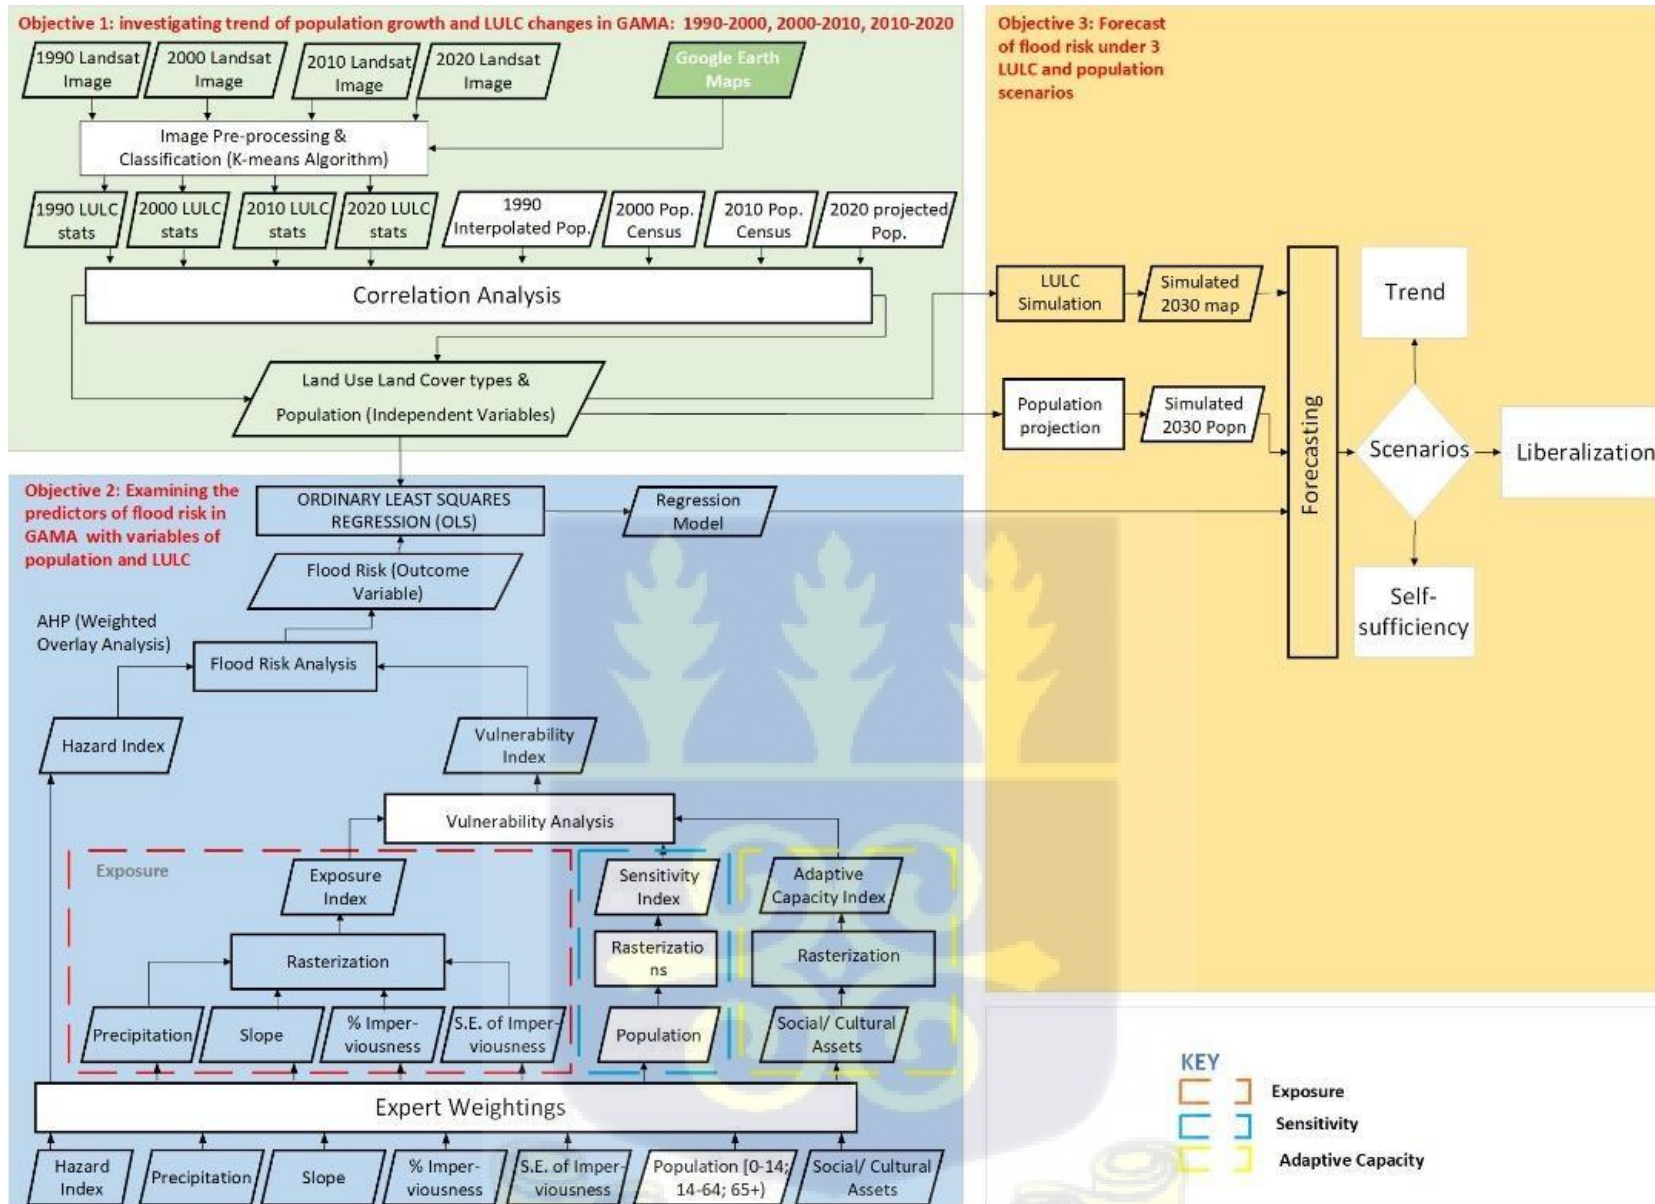 Objective 1: investigating trend of population growth and LULC changes in GAMA: 1990-2000, 2000-2010, 2010-2020
1990 Landsat
Image
2000 Landsat
Image
2010 Landsat
Image
2020 Landsat
Image
Google Earth
Maps
Image Pre-processing &
Classification (K-means Algorithm)
1990 LULC
stats
2000 LULC
stats
2010 LULC
stats
2020 LULC
stats
1990
Interpolated Pop.
2000 Pop.
Census
2010 Pop.
Census
2020 projected
Pop.
Correlation Analysis
Land Use Land Cover types &
Population (Independent Variables)
Objective 3: Forecast
of flood risk under 3
LULC and population
scenarios
LULC
Simulation
Simulated
2030 map
Population
projection
Simulated
2030 Popn
Forecasting
Trend
Scenarios
Liberalization
Self-
sufficiency
Objective 2: Examining the
predictors of flood risk in
GAMA with variables of
population and LULC
ORDINARY LEAST SQUARES
REGRESSION (OLS)
Regression
Model
Flood Risk (Outcome
Variable)
AHP (Weighted
Overlay Analysis)
Flood Risk Analysis
Hazard Index
Vulnerability
Index
Vulnerability Analysis
Exposure
Exposure
Index
Sensitivity
Index
Adaptive
Capacity Index
Rasterization
Rasterizatio
ns
Rasterization
Precipitation
Slope
% Imper-
viousness
S.E. of Imper-
viousness
Population
Social/ Cultural
Assets
Expert Weightings
Hazard
Index
Precipitation
Slope
% Imper-
viousness
S.E. of Imper-
viousness
Population [0-14;
14-64; 65+)
Social/ Cultural
Assets
KEY
Exposure
Sensitivity
Adaptive Capacity